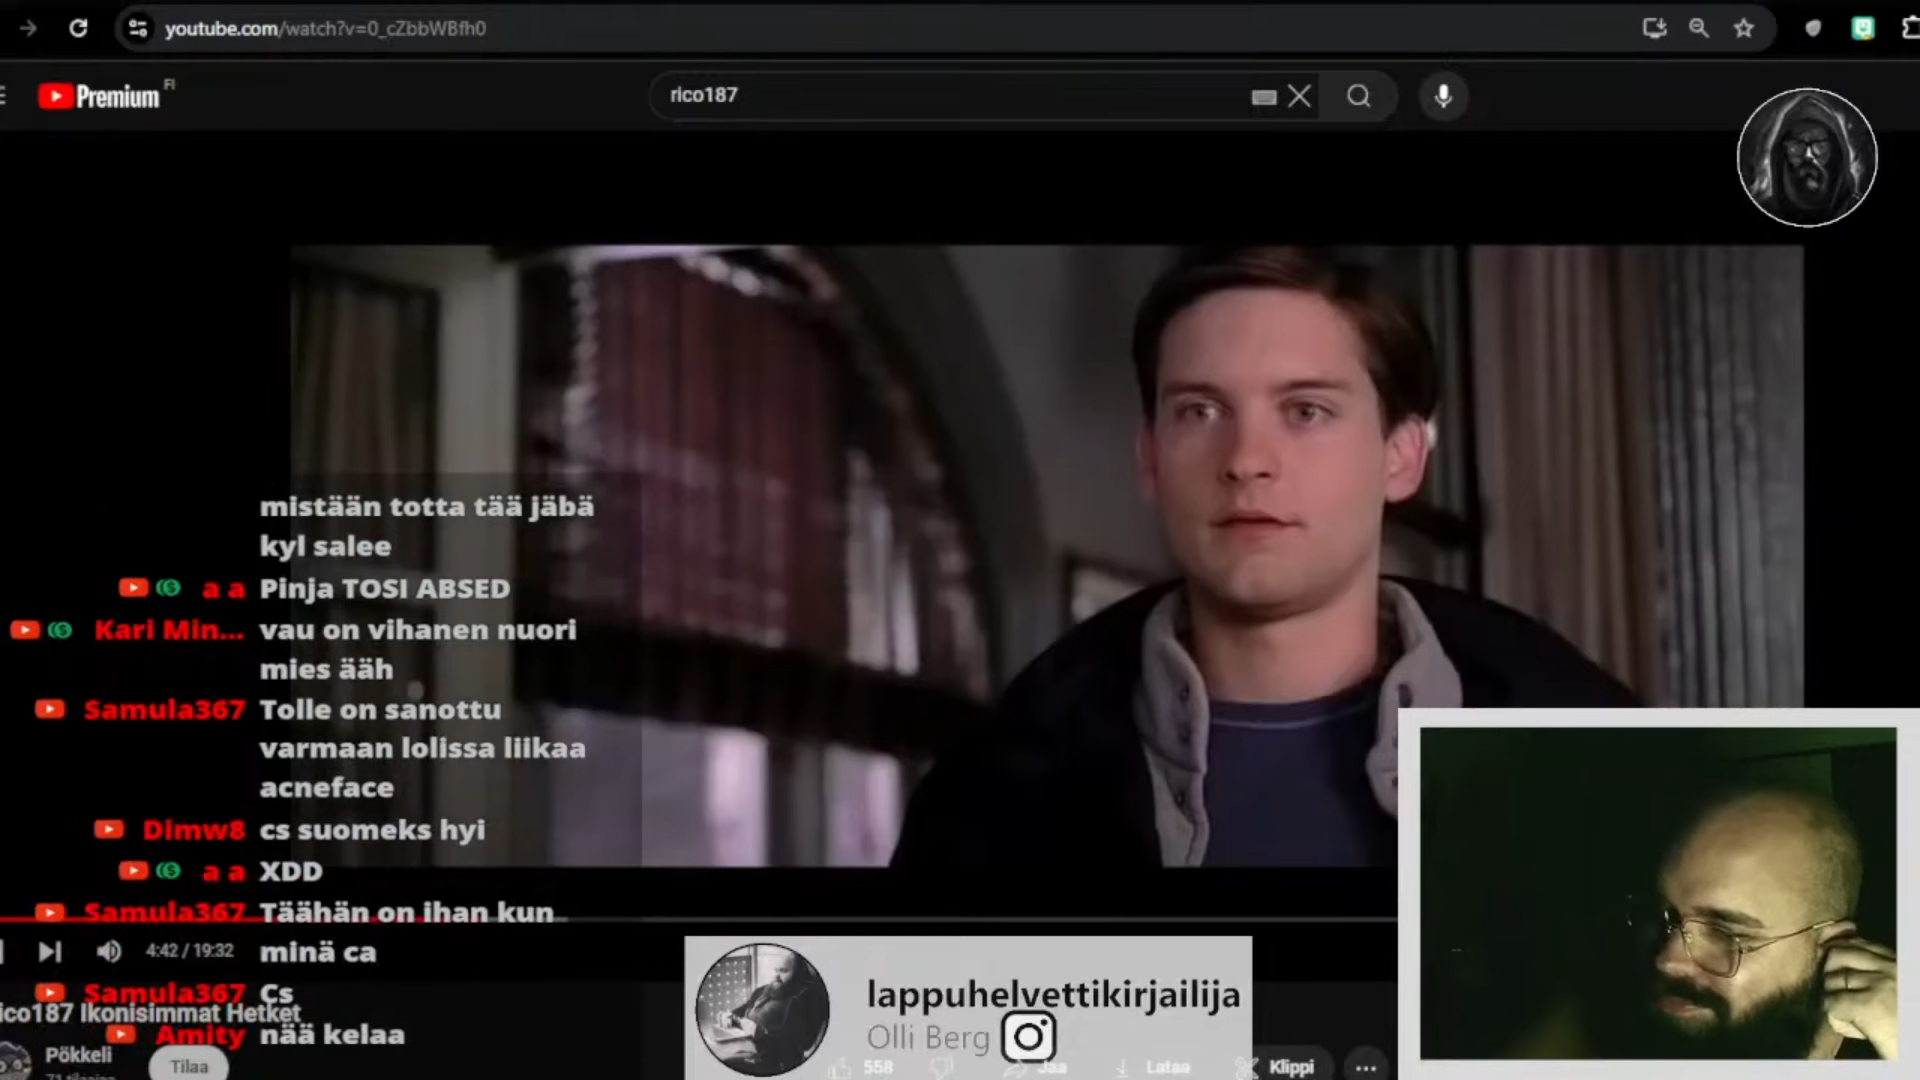 youtube.com/watch?v=0_cZbbWBfh0
Premium FI
rico187
mistään totta tää jäbä
kyl salee
a a Pinja TOSI ABSED
Karl Min... vau on vihanen nuori
mies ääh
Samula367 Tolle on sanottu
varmaan lolissa liikaa
acneface
Dimw8 cs suomeks hyi
a a XDD
Samula367 Täähän on ihan kun
minä ca
4:42 / 19:32
Samula367 Cs
ico187 Ikonisimmat Hetket
Amity nää kelaa
Pökkeli
Tilaa
lappuhelvettikirjailija
Olli Berg
558
Jaa
Lataa
Klippi